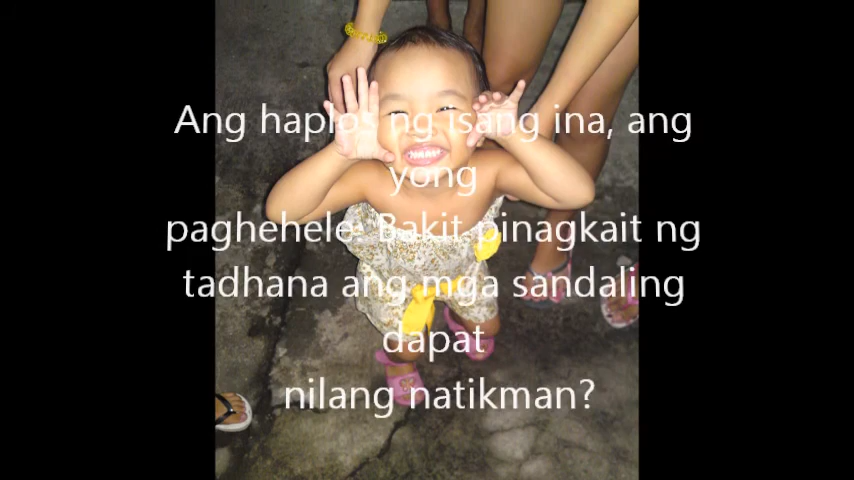 Ang haplos ng isang ina, ang
yong
paghehele. Bakit pinagkait ng
tadhana ang mga sandaling
dapat
nilang natikman?